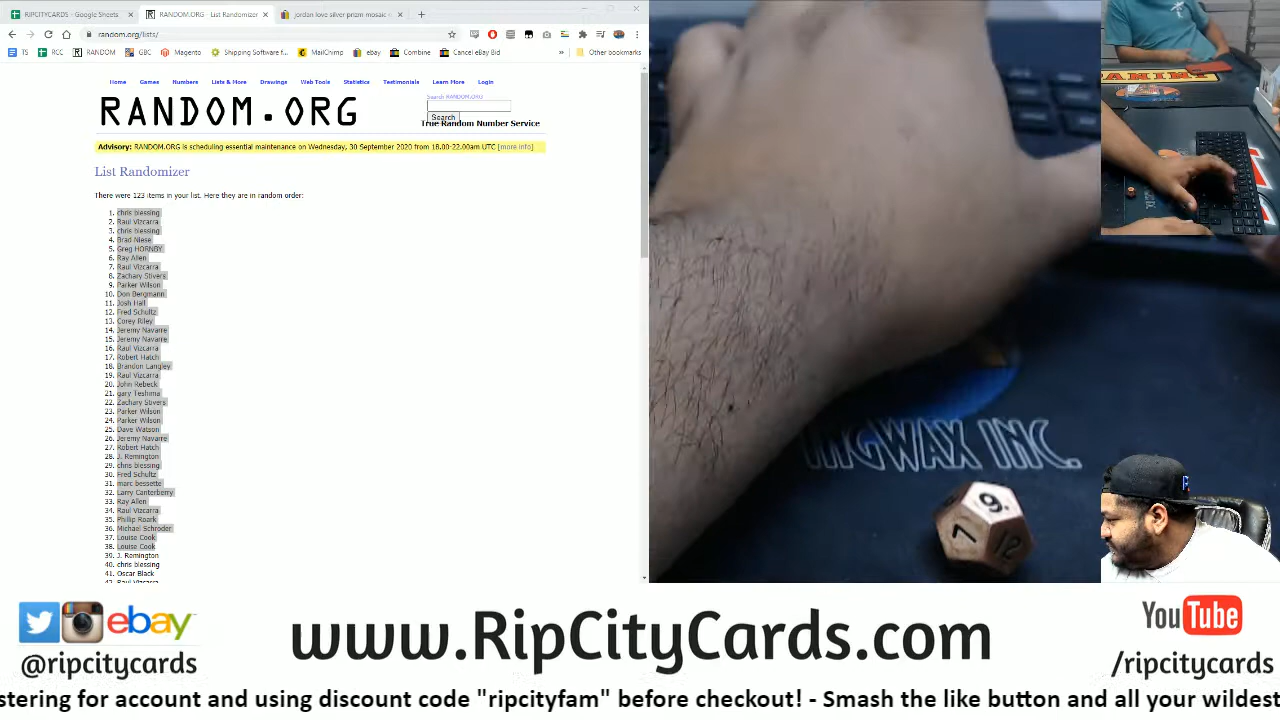 RIPCITYCARDS - Google Sheets
RANDOM.ORG - List Randomizer
jordan love silver prizm mosaic
random.org/lists/
TS
RCC
RANDOM
GBC
Magento
Shipping Software f...
MailChimp
ebay
Combine
Cancel eBay Bid
»
Other bookmarks
Home
Games
Numbers
Lists & More
Drawings
Web Tools
Statistics
Testimonials
Learn More
Login
RANDOM.ORG
Search RANDOM.ORG
Search
True Random Number Service
Advisory: RANDOM.ORG is scheduling essential maintenance on Wednesday, 30 September 2020 from 18.00-22.00am UTC [more info]
List Randomizer
There were 123 items in your list. Here they are in random order:
1. chris blessing
2. Raul Vizcarra
3. chris blessing
4. Brad Niese
5. Greg HORNBY
6. Ray Allen
7. Raul Vizcarra
8. Zachary Stivers
9. Parker Wilson
10. Don Bergmann
11. Josh Hall
12. Fred Schultz
13. Corey Riley
14. Jeremy Navarre
15. Jeremy Navarre
16. Raul Vizcarra
17. Robert Hatch
18. Brandon Langley
19. Raul Vizcarra
20. John Rebeck
21. gary Teshima
22. Zachary Stivers
23. Parker Wilson
24. Parker Wilson
25. Dave Watson
26. Jeremy Navarre
27. Robert Hatch
28. J. Remington
29. chris blessing
30. Fred Schultz
31. marc bessette
32. Larry Canterberry
33. Ray Allen
34. Raul Vizcarra
35. Phillip Roark
36. Michael Schroder
37. Louise Cook
38. Louise Cook
39. J. Remington
40. chris blessing
41. Oscar Black
42. Raul Vizcarra
PANINI
WAX INC.
9.
7
12
ebay
@ripcitycards
www.RipCityCards.com
YouTube
/ripcitycards
stering for account and using discount code "ripcityfam" before checkout! - Smash the like button and all your wildest